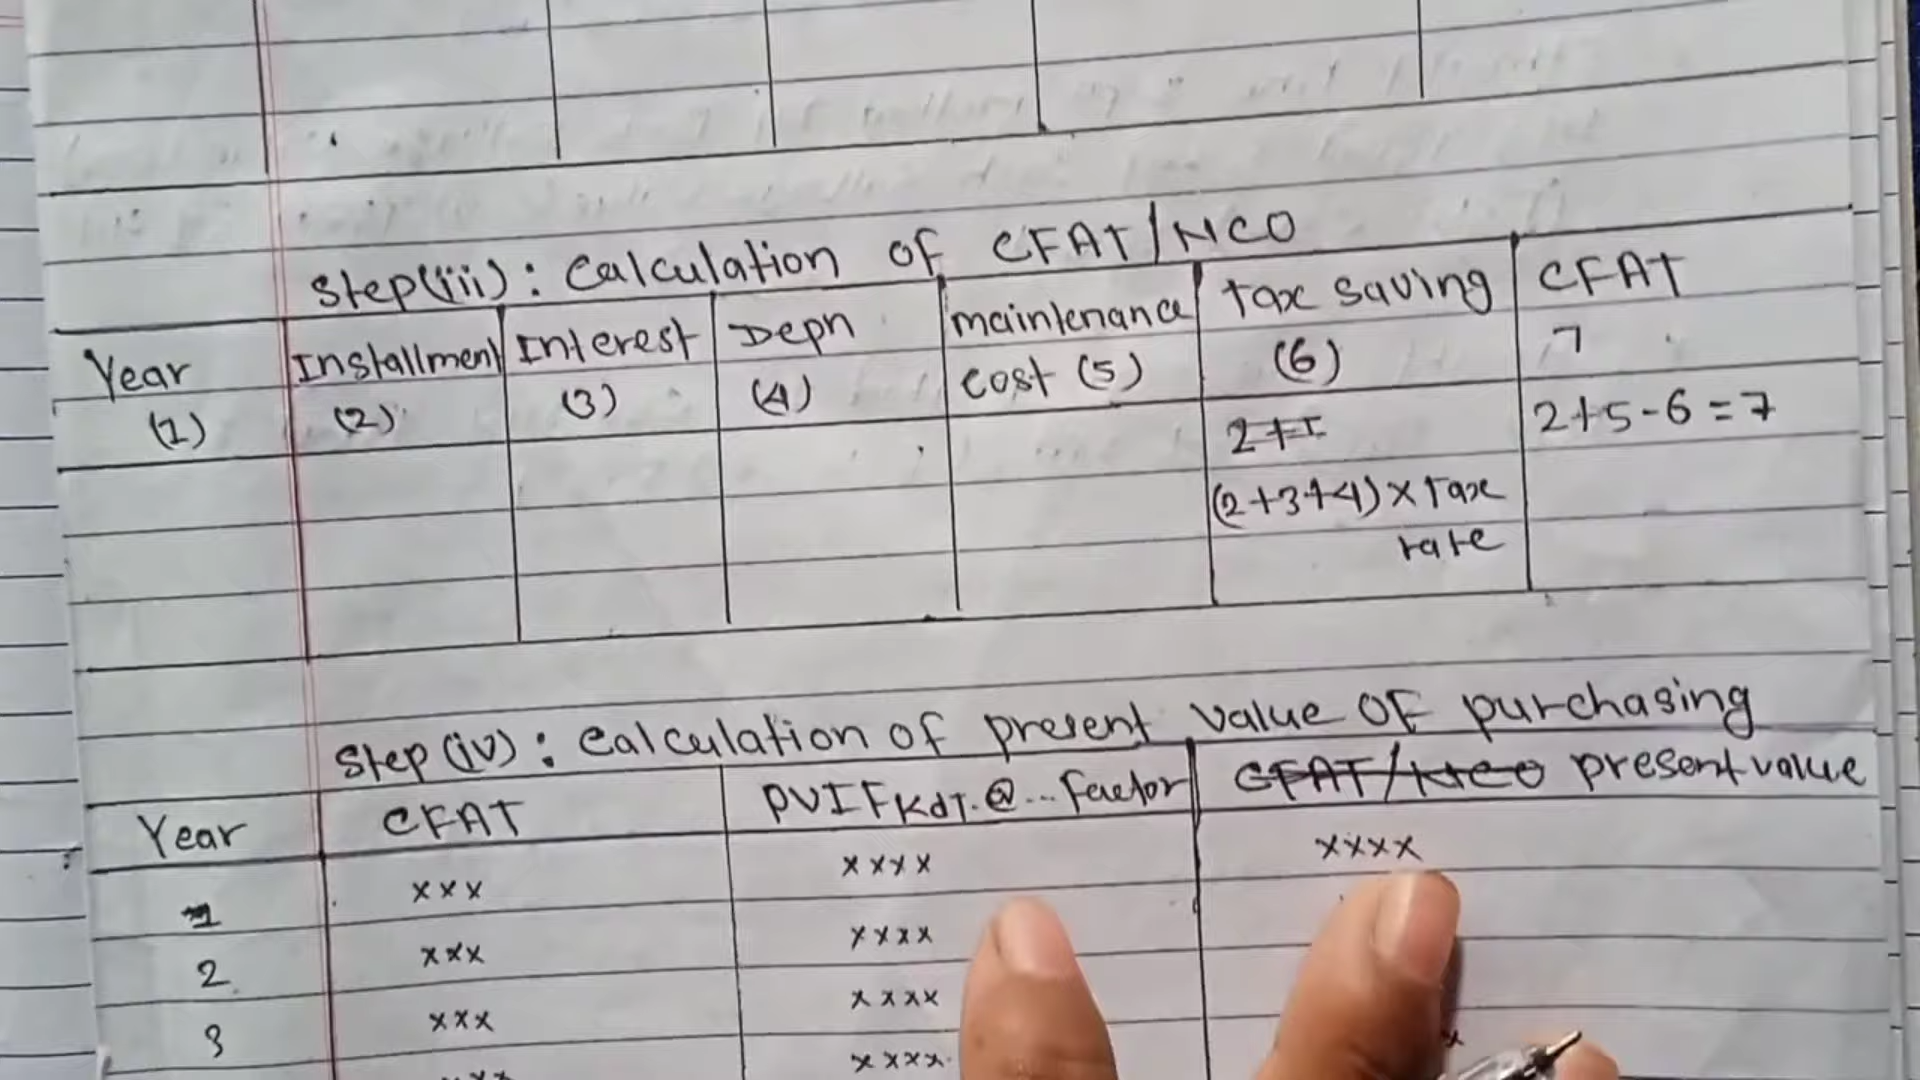 Step(iii): Calculation of CFAT/NCO
Year Installment Interest Depn maintenance Tax saving CFAT
(1) (2) (3) (4) cost (5) (6) 7
2+5 2+5-6=7
(2+3+4)xTax
rate
Step(iv): Calculation of present value OF purchasing
Year CFAT PVIFKdT.@... Factor CFAT/NCO present value
1 xxx xxxx xxxx
2 xxx xxxx
3 xxx xxxx
xxx xxxx x